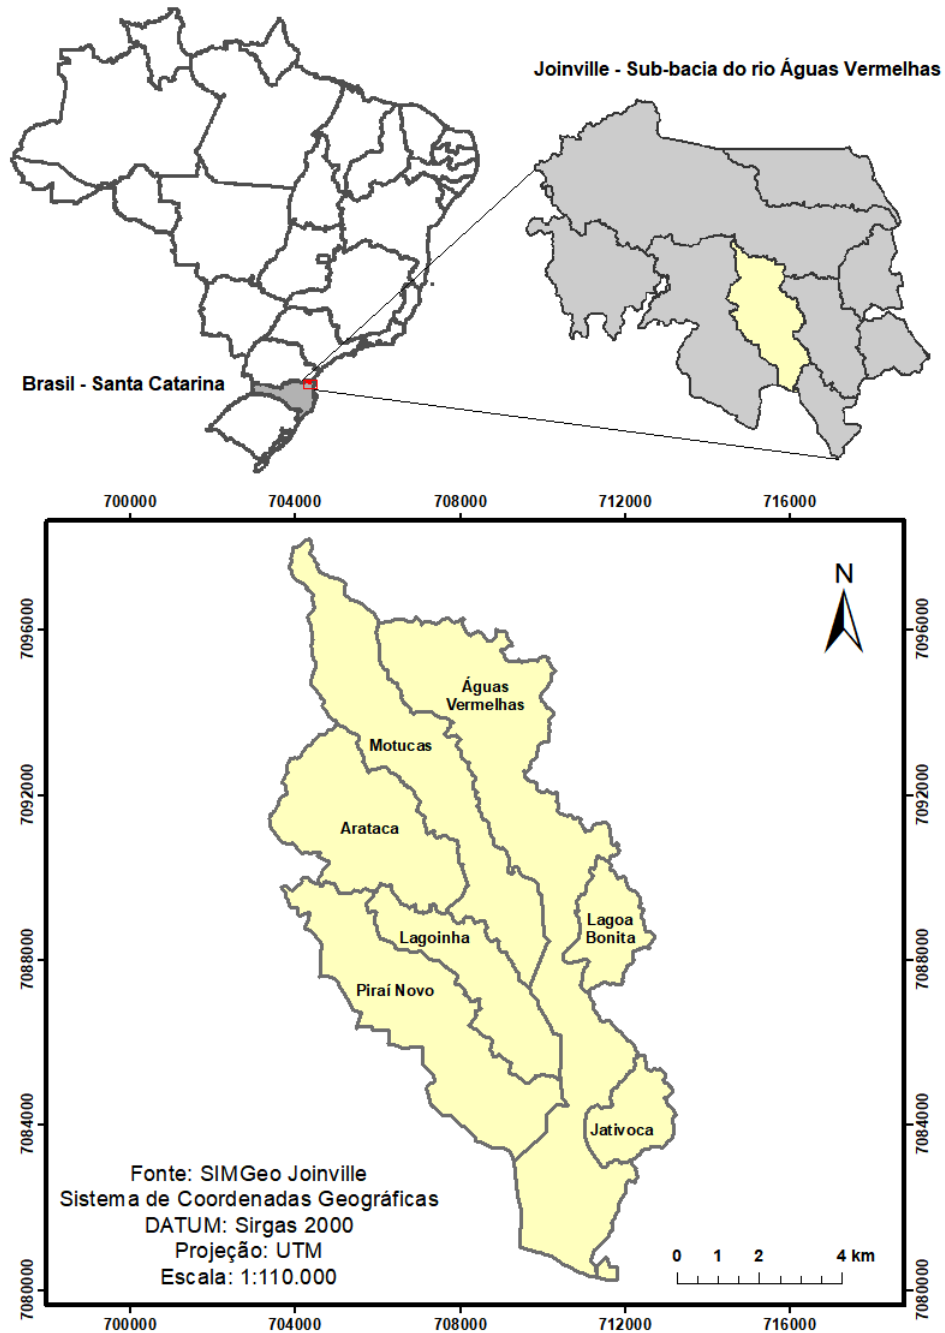 Joinville - Sub-bacia do rio Águas Vermelhas
Brasil - Santa Catarina
700000 704000 708000 712000 716000
7096000 7092000 7088000 7084000 7080000
N
Águas
Vermelhas
Motucas
Arataca
Lagoa
Bonita
Lagoinha
Piraí Novo
Jativoca
Fonte: SIMGeo Joinville
Sistema de Coordenadas Geográficas
DATUM: Sirgas 2000
Projeção: UTM
Escala: 1:110.000
0 1 2 4 km
7096000 7092000 7088000 7084000 7080000
700000 704000 708000 712000 716000